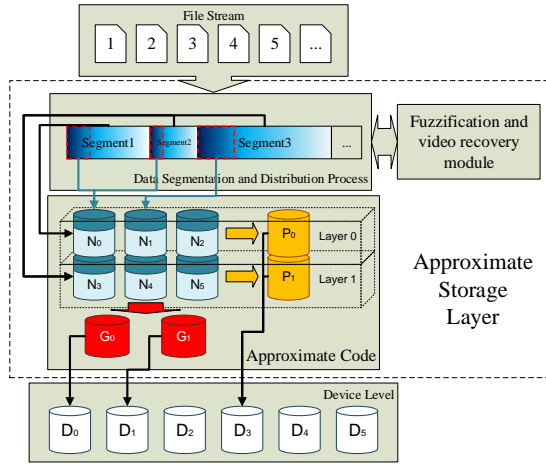 File Stream
1 2 3 4 5 ...
Segment1 Segment2 Segment3 ...
Data Segmentation and Distribution Process
Fuzzification and
video recovery
module
N0 N1 N2 P0 Layer 0
N3 N4 N5 P1 Layer 1
G0 G1
Approximate Code
Approximate
Storage
Layer
Device Level
D0 D1 D2 D3 D4 D5